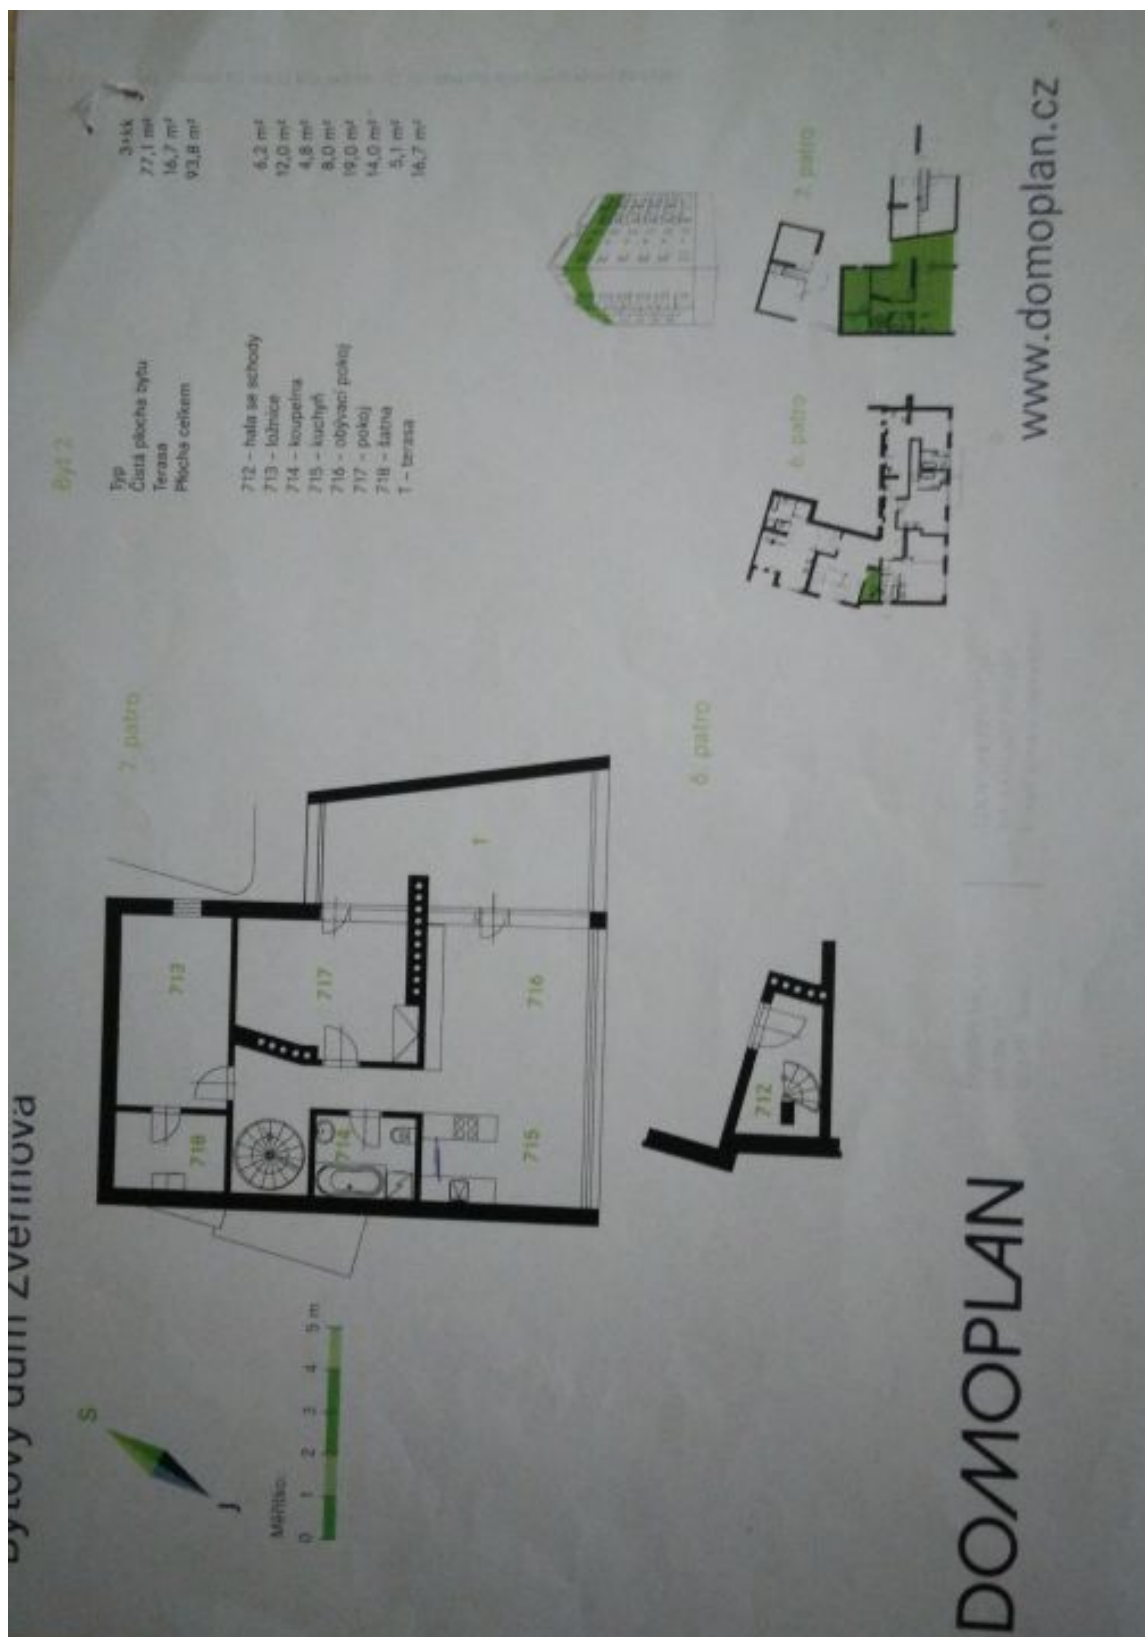 Bytový dům Zvěřinova
Byt 2
Typ 3+kk
Čistá plocha bytu 77,1 m²
Terasa 16,7 m²
Plocha celkem 93,8 m²
712 – hala se schody 6,2 m²
713 – ložnice 12,0 m²
714 – koupelna 4,8 m²
715 – kuchyň 8,0 m²
716 – obývací pokoj 19,0 m²
717 – pokoj 14,0 m²
718 – šatna 5,1 m²
T – terasa 16,7 m²
S
J
Měřítko:
0 1 2 3 4 5 m
7. patro
713
718
717
714
T
716
715
6. patro
712
6. patro
7. patro
DOMOPLAN
www.domoplan.cz